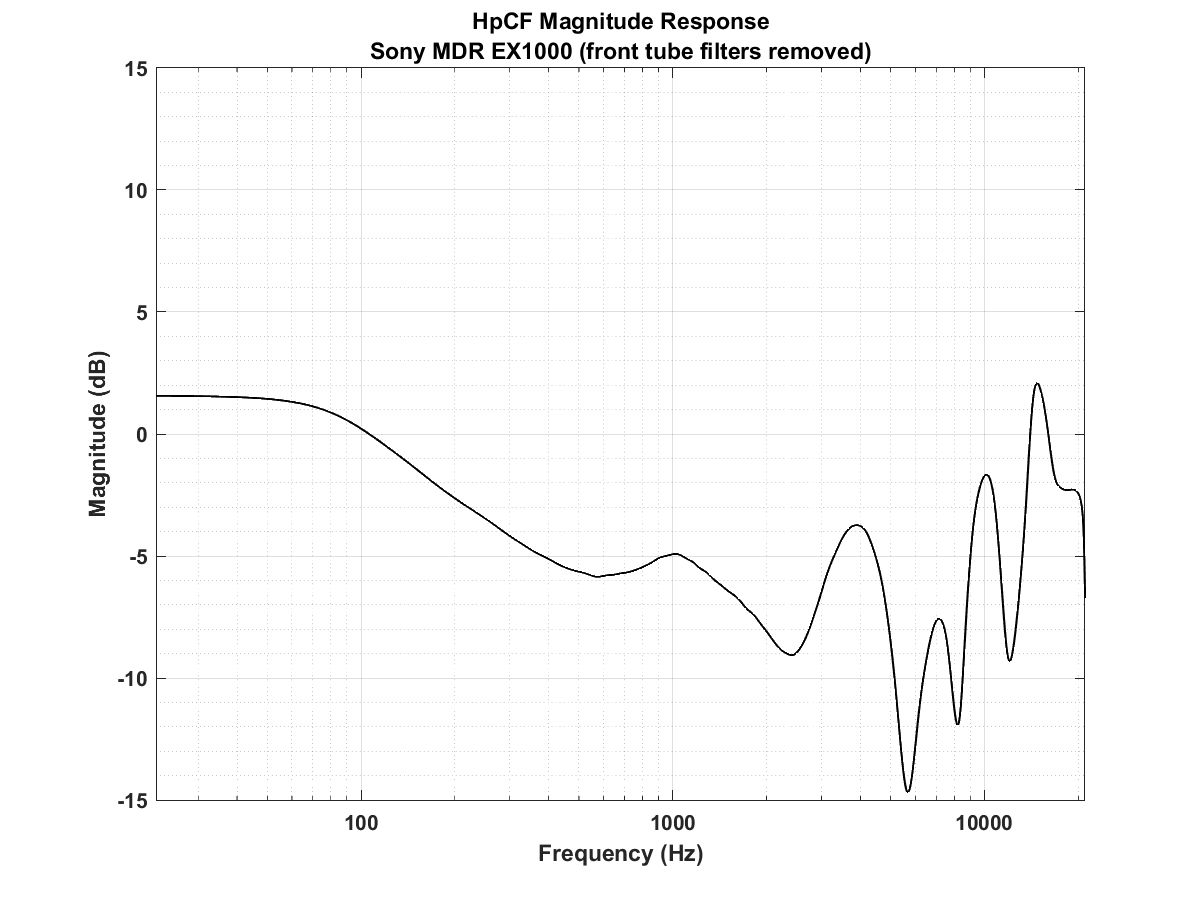 HpCF Magnitude Response
Sony MDR EX1000 (front tube filters removed)
15
10
5
0
-5
-10
-15
Magnitude (dB)
100 1000 10000
Frequency (Hz)